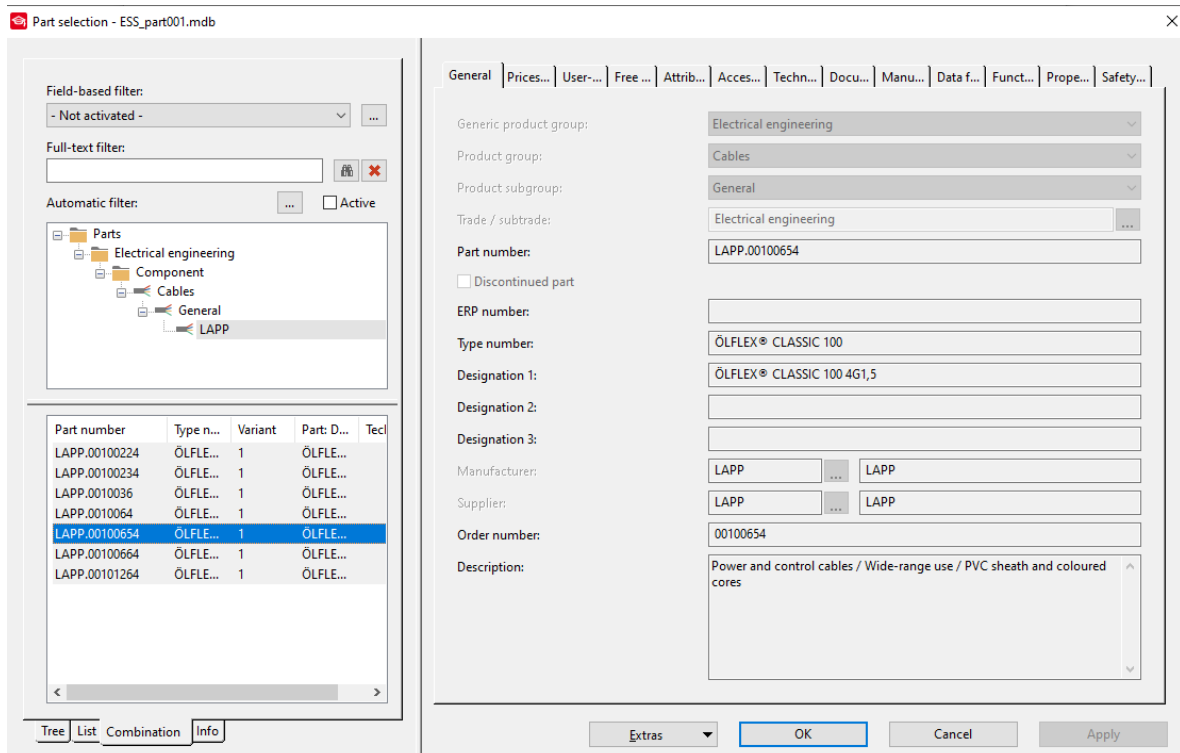 Part selection - ESS_part001.mdb
Field-based filter:
- Not activated -
...
Full-text filter:
Automatic filter:
...
Active
Parts
Electrical engineering
Component
Cables
General
LAPP
Part number Type n... Variant Part: D... Tecl
LAPP.00100224 ÖLFLE... 1 ÖLFLE...
LAPP.00100234 ÖLFLE... 1 ÖLFLE...
LAPP.0010036 ÖLFLE... 1 ÖLFLE...
LAPP.0010064 ÖLFLE... 1 ÖLFLE...
LAPP.00100654 ÖLFLE... 1 ÖLFLE...
LAPP.00100664 ÖLFLE... 1 ÖLFLE...
LAPP.00101264 ÖLFLE... 1 ÖLFLE...
Tree List Combination Info
General Prices... User-... Free ... Attrib... Acces... Techn... Docu... Manu... Data f... Funct... Prope... Safety...
Generic product group: Electrical engineering
Product group: Cables
Product subgroup: General
Trade / subtrade: Electrical engineering ...
Part number: LAPP.00100654
Discontinued part
ERP number:
Type number: ÖLFLEX® CLASSIC 100
Designation 1: ÖLFLEX® CLASSIC 100 4G1,5
Designation 2:
Designation 3:
Manufacturer: LAPP ... LAPP
Supplier: LAPP ... LAPP
Order number: 00100654
Description: Power and control cables / Wide-range use / PVC sheath and coloured
cores
Extras OK Cancel Apply